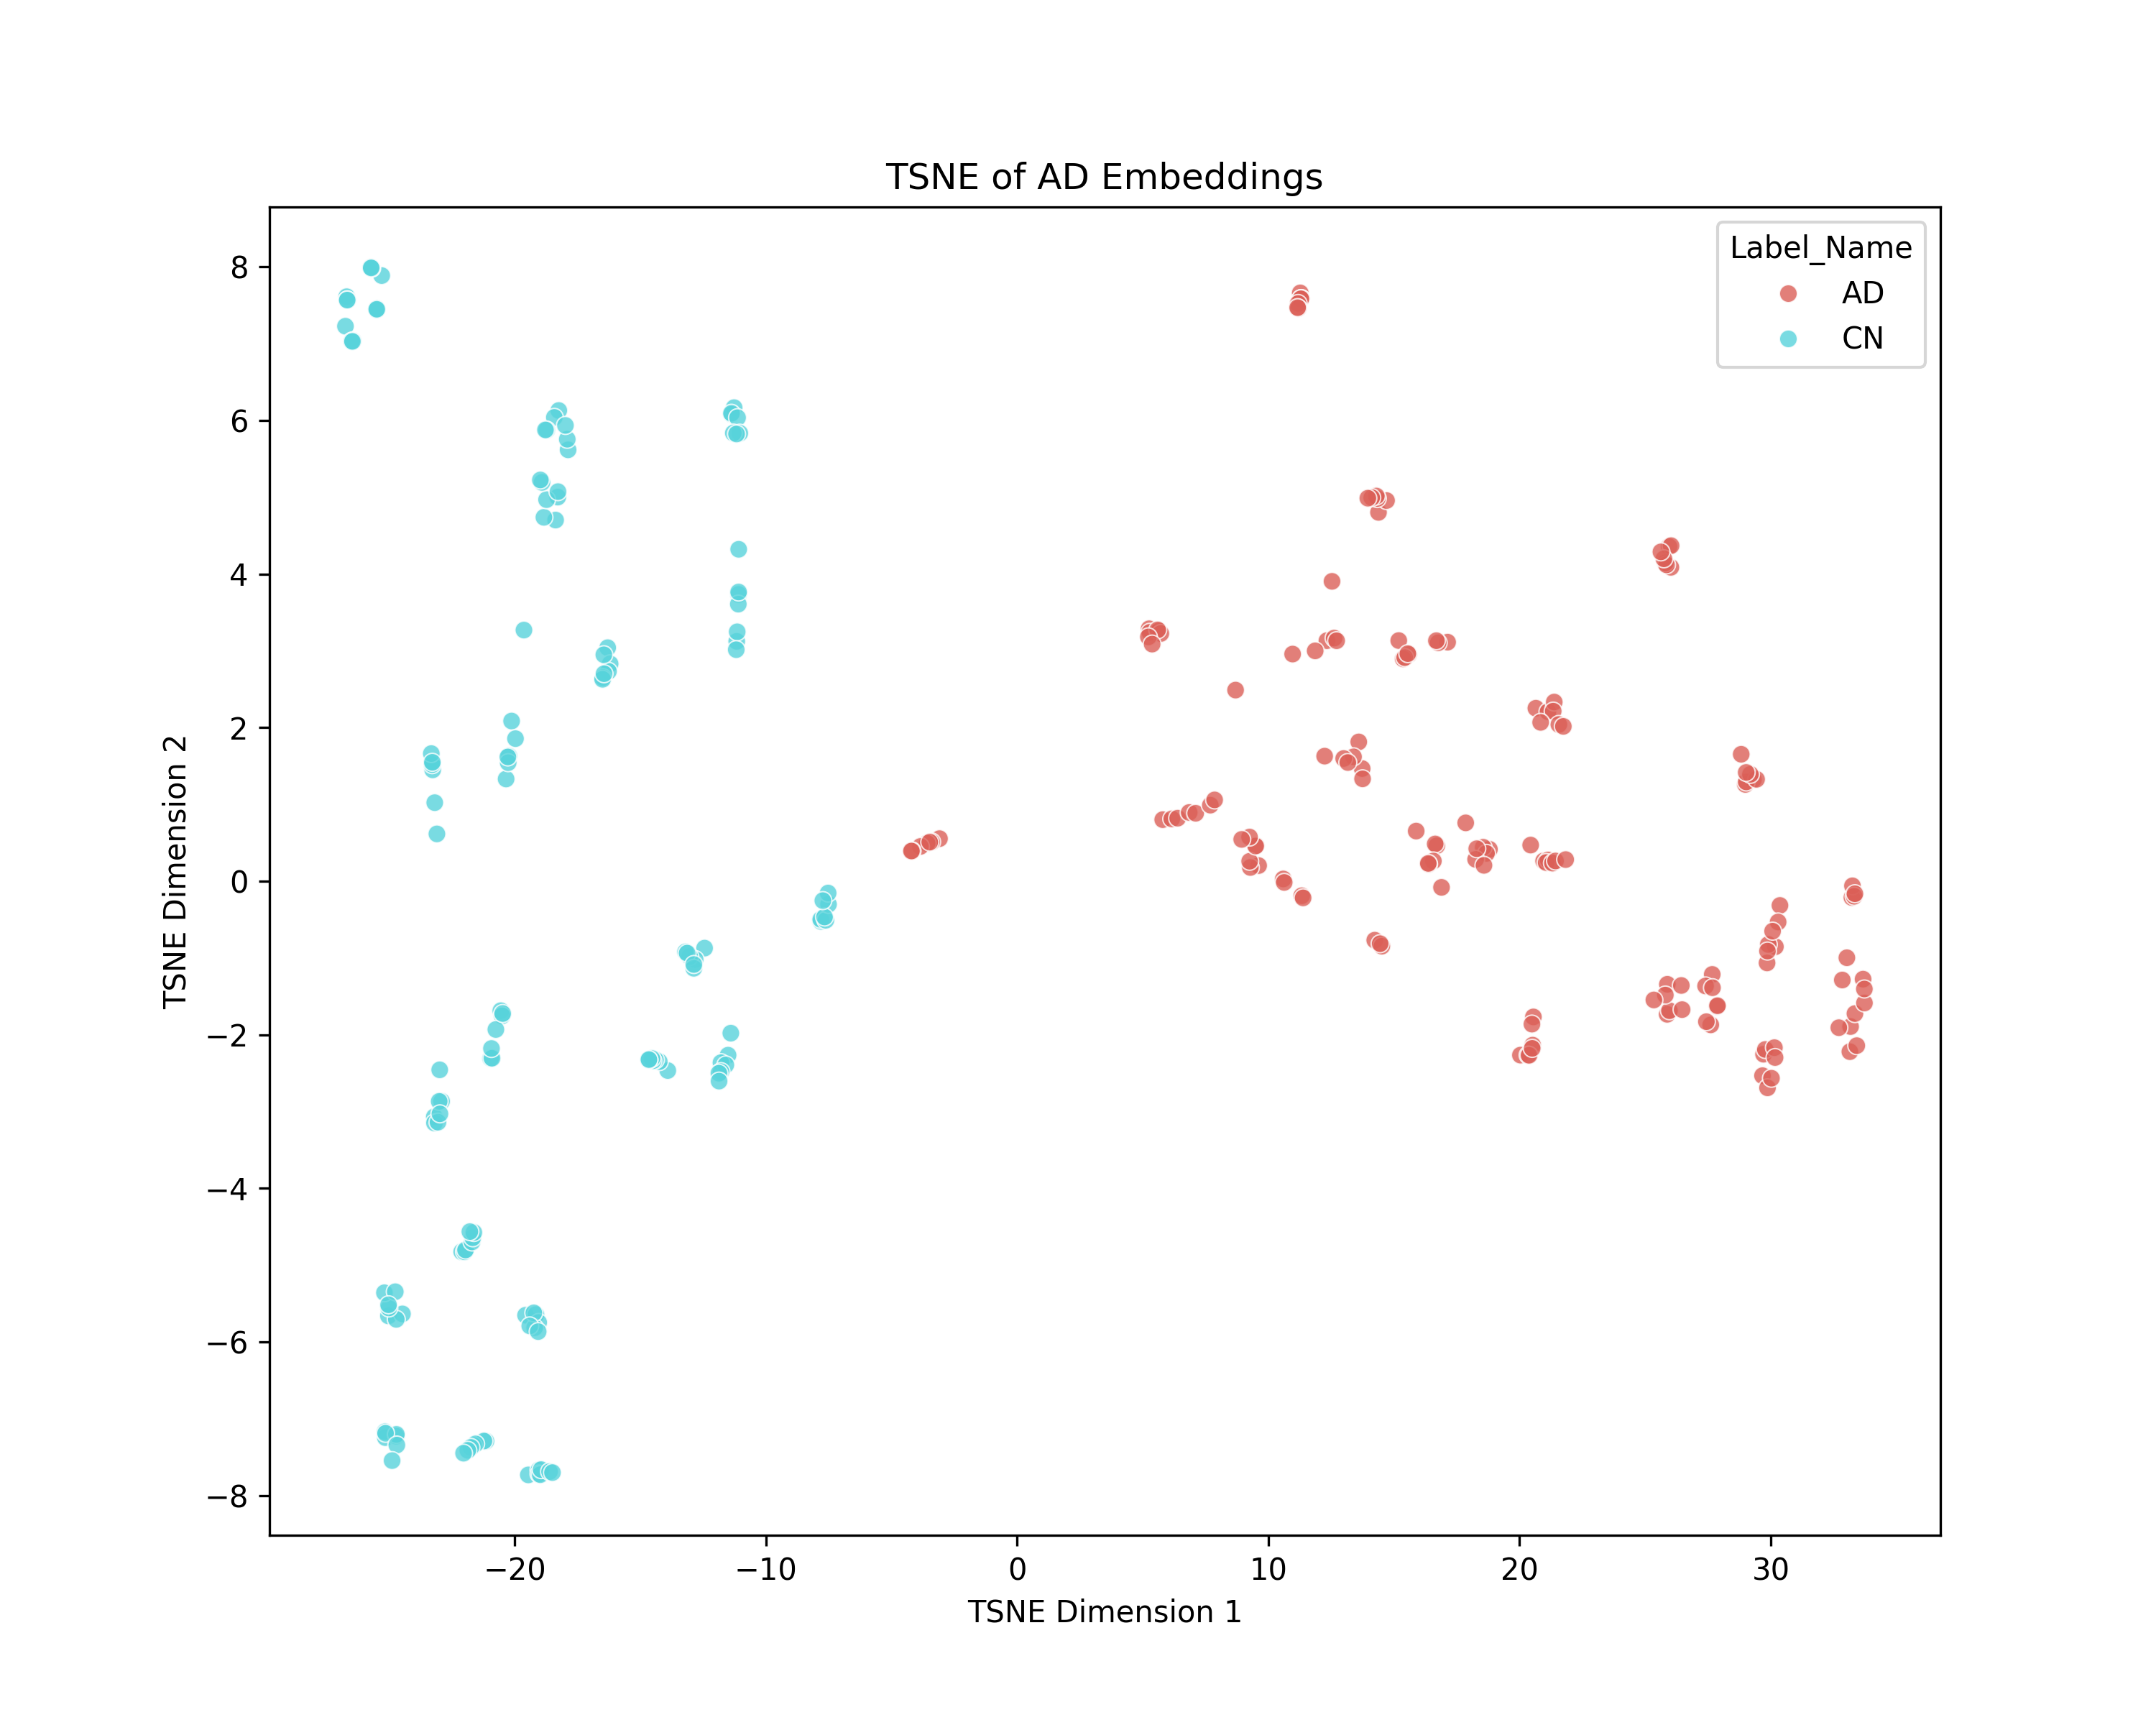 TSNE of AD Embeddings
Label_Name
AD
CN
8
6
4
2
0
−2
−4
−6
−8
TSNE Dimension 2
−20
−10
0
10
20
30
TSNE Dimension 1